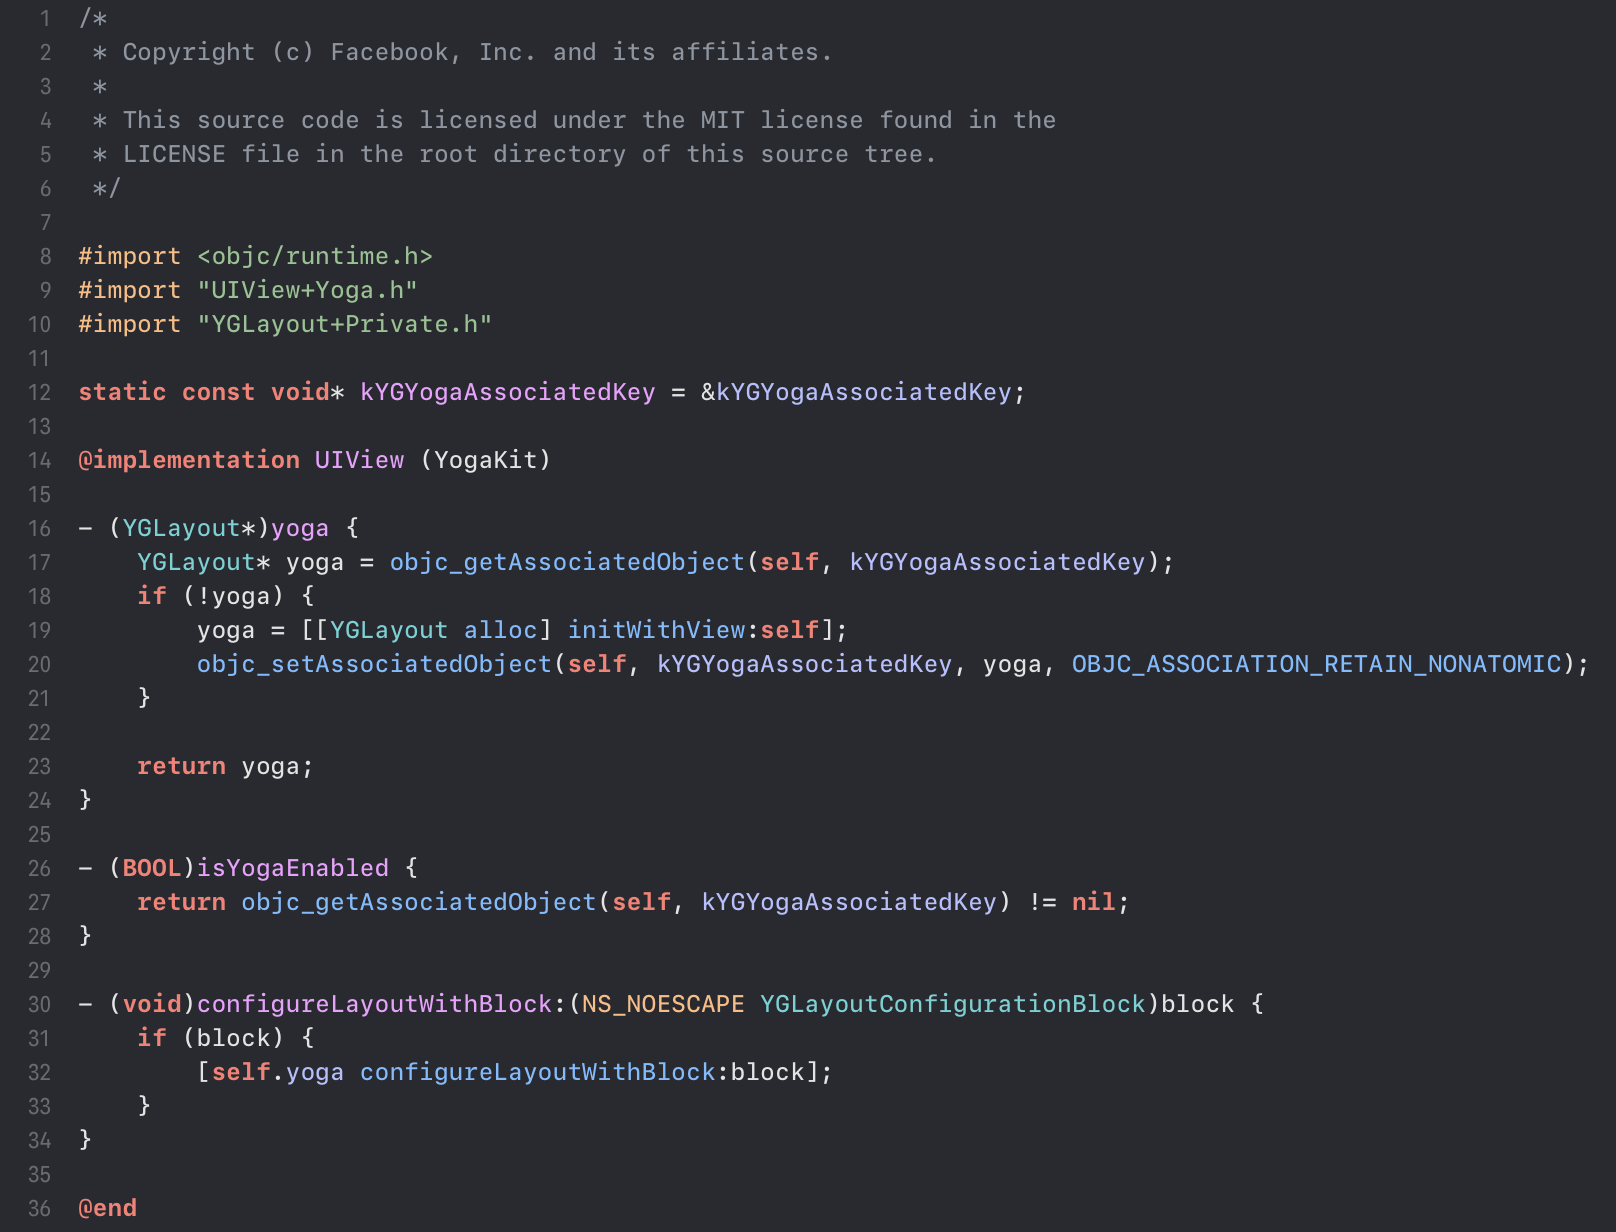 1 /*
2  * Copyright (c) Facebook, Inc. and its affiliates.
3  *
4  * This source code is licensed under the MIT license found in the
5  * LICENSE file in the root directory of this source tree.
6  */
7
8 #import <objc/runtime.h>
9 #import "UIView+Yoga.h"
10 #import "YGLayout+Private.h"
11
12 static const void* kYGYogaAssociatedKey = &kYGYogaAssociatedKey;
13
14 @implementation UIView (YogaKit)
15
16 - (YGLayout*)yoga {
17     YGLayout* yoga = objc_getAssociatedObject(self, kYGYogaAssociatedKey);
18     if (!yoga) {
19         yoga = [[YGLayout alloc] initWithView:self];
20         objc_setAssociatedObject(self, kYGYogaAssociatedKey, yoga, OBJC_ASSOCIATION_RETAIN_NONATOMIC);
21     }
22
23     return yoga;
24 }
25
26 - (BOOL)isYogaEnabled {
27     return objc_getAssociatedObject(self, kYGYogaAssociatedKey) != nil;
28 }
29
30 - (void)configureLayoutWithBlock:(NS_NOESCAPE YGLayoutConfigurationBlock)block {
31     if (block) {
32         [self.yoga configureLayoutWithBlock:block];
33     }
34 }
35
36 @end